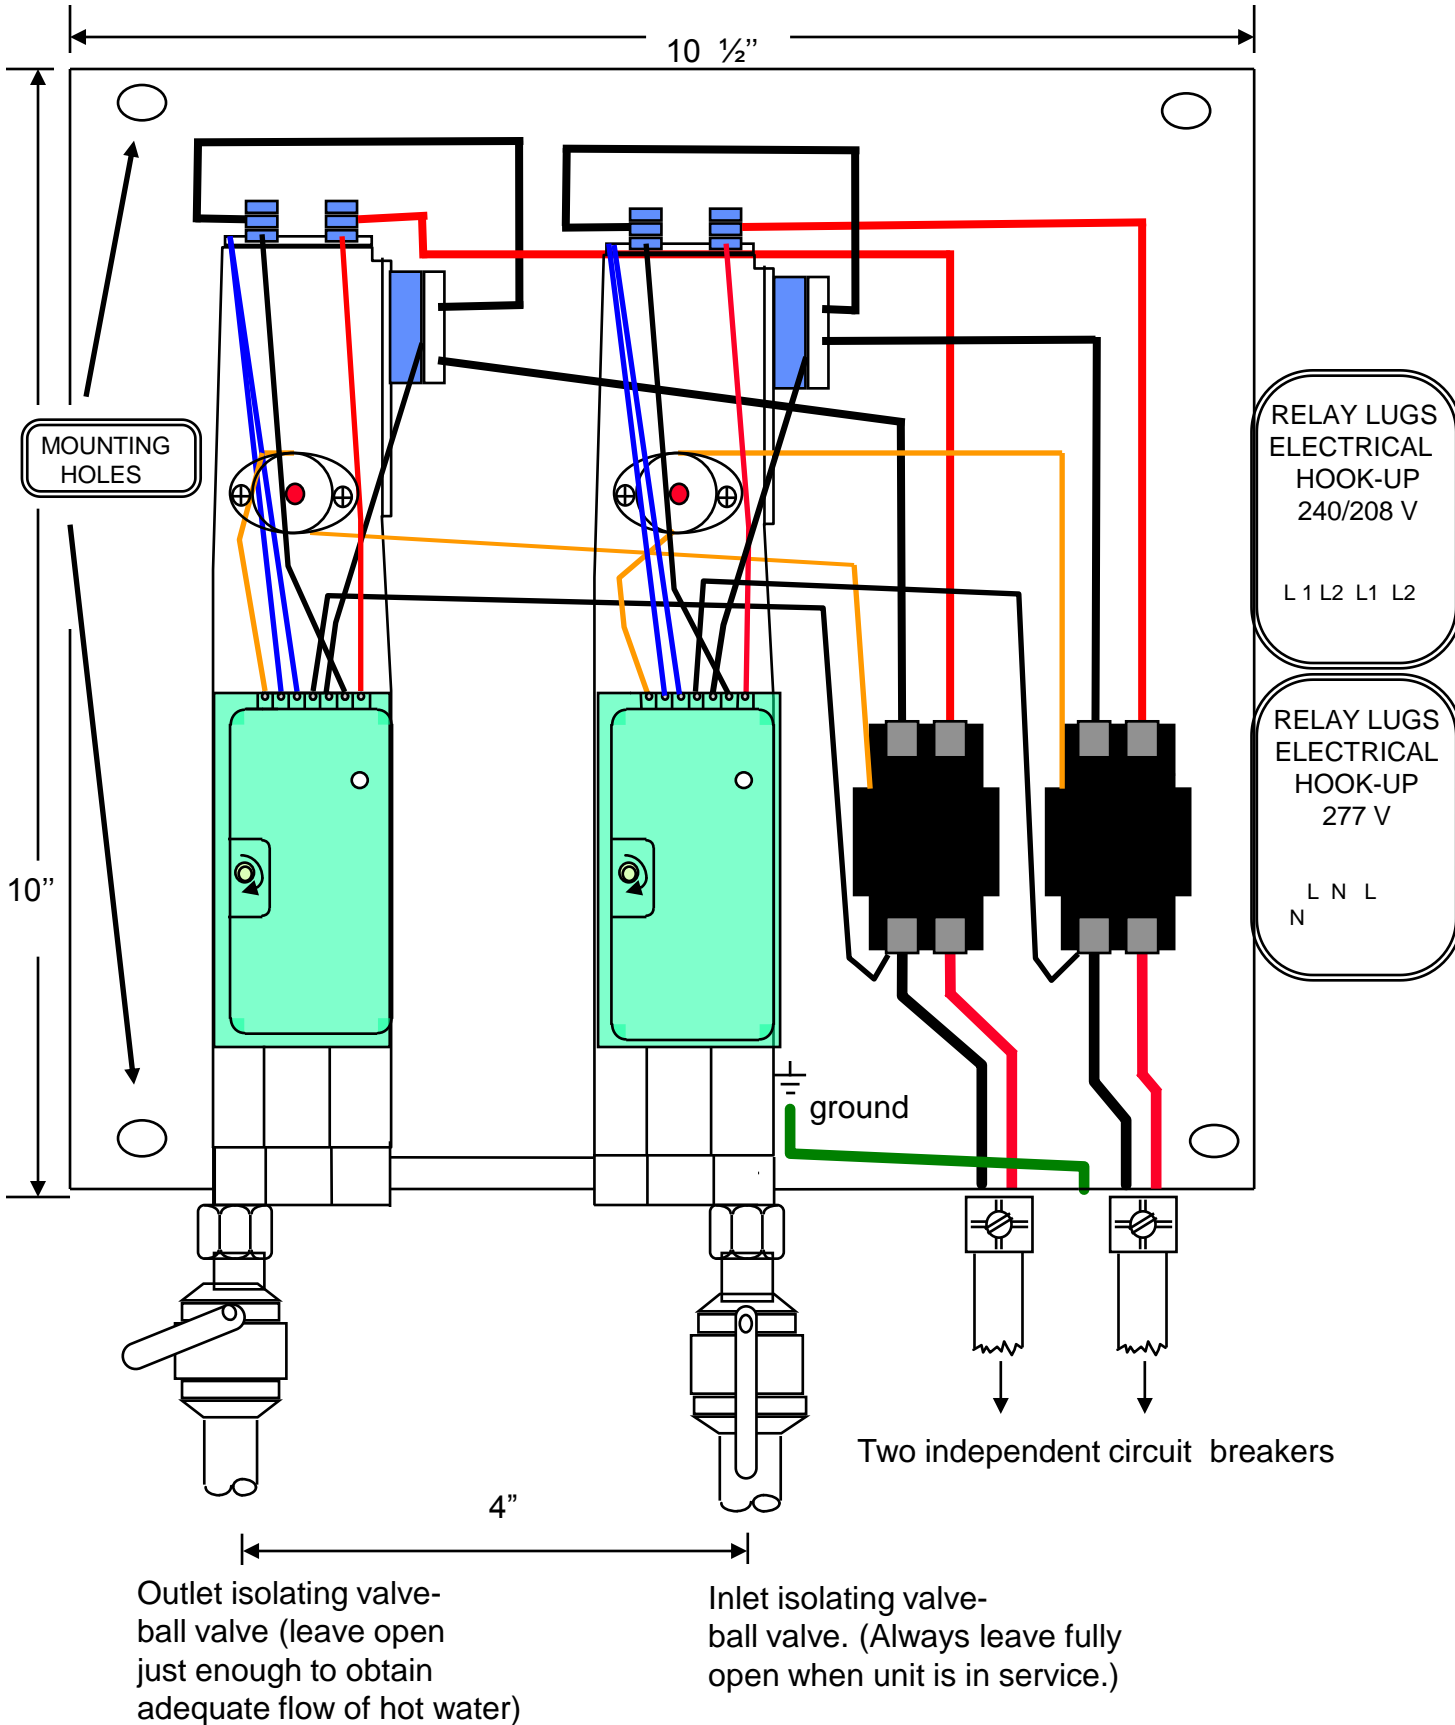 10 ½’’
MOUNTING
HOLES
RELAY LUGS
ELECTRICAL
HOOK-UP
240/208 V
L 1 L2 L1 L2
RELAY LUGS
ELECTRICAL
HOOK-UP
277 V
L N L
N
10’’
ground
Two independent circuit breakers
4”
Outlet isolating valve-
ball valve (leave open
just enough to obtain
adequate flow of hot water)
Inlet isolating valve-
ball valve. (Always leave fully
open when unit is in service.)